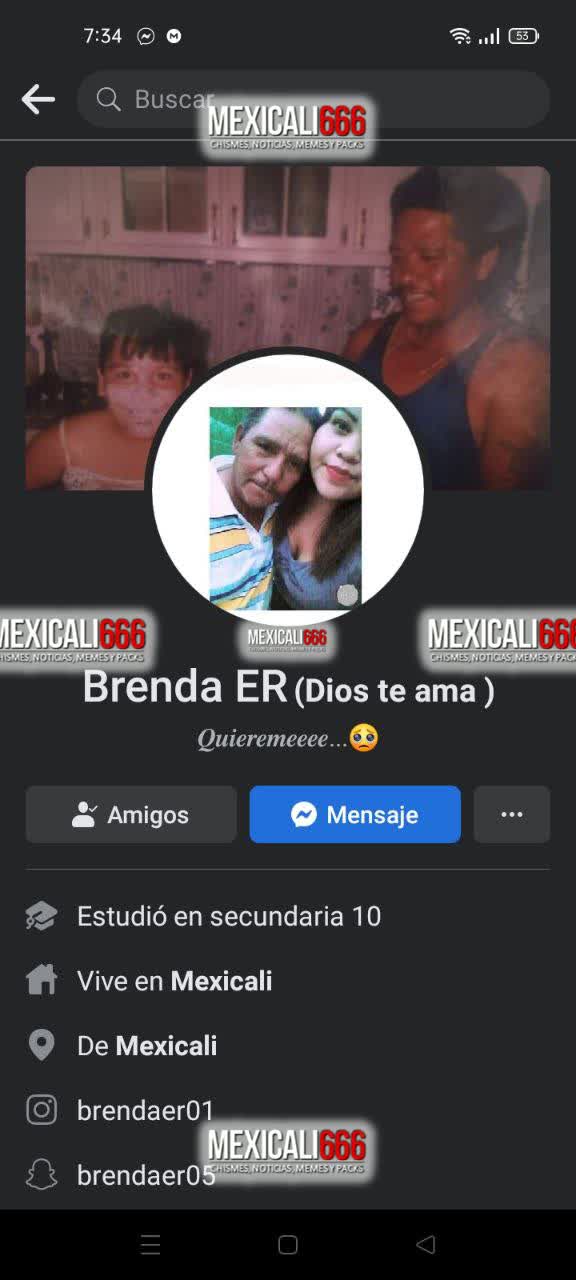 7:34
53
Buscar
MEXICALI666
CHISMES, NOTICIAS, MEMES Y PACKS
MEXICALI666
CHISMES, NOTICIAS, MEMES Y PACKS
MEXICALI666
CHISMES, NOTICIAS, MEMES Y PACKS
MEXICALI666
CHISMES, NOTICIAS, MEMES Y PACKS
Brenda ER (Dios te ama )
Quieremeeee...🥺
Amigos
Mensaje
Estudió en secundaria 10
Vive en Mexicali
De Mexicali
brendaer01
MEXICALI666
CHISMES, NOTICIAS, MEMES Y PACKS
brendaer05